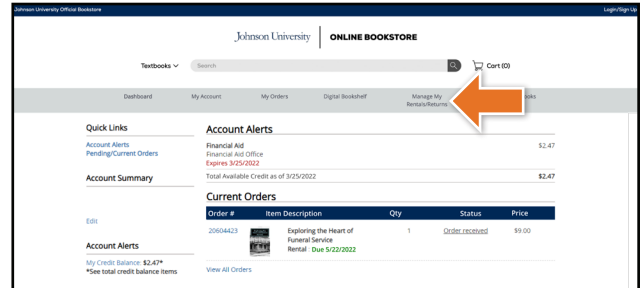 Johnson University Official Bookstore
Login/Sign Up
Johnson University
ONLINE BOOKSTORE
Textbooks
Search
Cart (0)
Dashboard
My Account
My Orders
Digital Bookshelf
Manage My
Rentals/Returns
Quick Links
Account Alerts
Pending/Current Orders
Account Summary
Edit
Account Alerts
My Credit Balance: $2.47*
*See total credit balance items
Account Alerts
Financial Aid $2.47
Financial Aid Office
Expires 3/25/2022
Total Available Credit as of 3/25/2022 $2.47
Current Orders
Order # Item Description Qty Status Price
20604423 Exploring the Heart of 1 Order received $9.00
Funeral Service
Rental : Due 5/22/2022
View All Orders